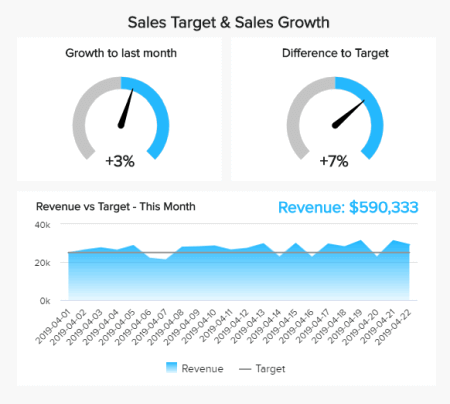 Sales Target & Sales Growth
Growth to last month
Difference to Target
+3%
+7%
Revenue vs Target - This Month
Revenue: $590,333
40k
20k
0k
2019-04-01
2019-04-02
2019-04-03
2019-04-04
2019-04-05
2019-04-06
2019-04-07
2019-04-08
2019-04-09
2019-04-10
2019-04-11
2019-04-12
2019-04-13
2019-04-14
2019-04-15
2019-04-16
2019-04-17
2019-04-18
2019-04-19
2019-04-20
2019-04-21
2019-04-22
Revenue
Target